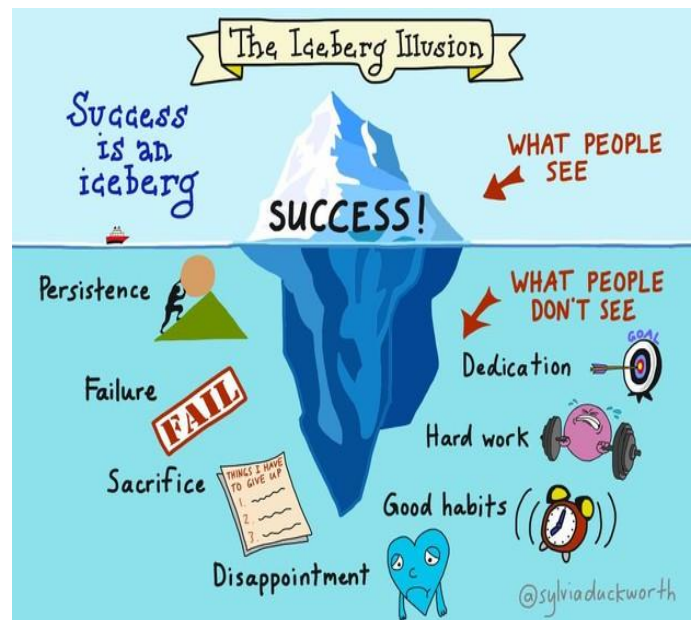 The Iceberg Illusion
Success
is an
iceberg
WHAT PEOPLE
SEE
SUCCESS!
WHAT PEOPLE
DON'T SEE
Persistence
Failure
FAIL
Sacrifice
THINGS I HAVE
TO GIVE UP
1.
2.
3.
Disappointment
Dedication
GOAL
Hard work
Good habits
@sylviaduckworth